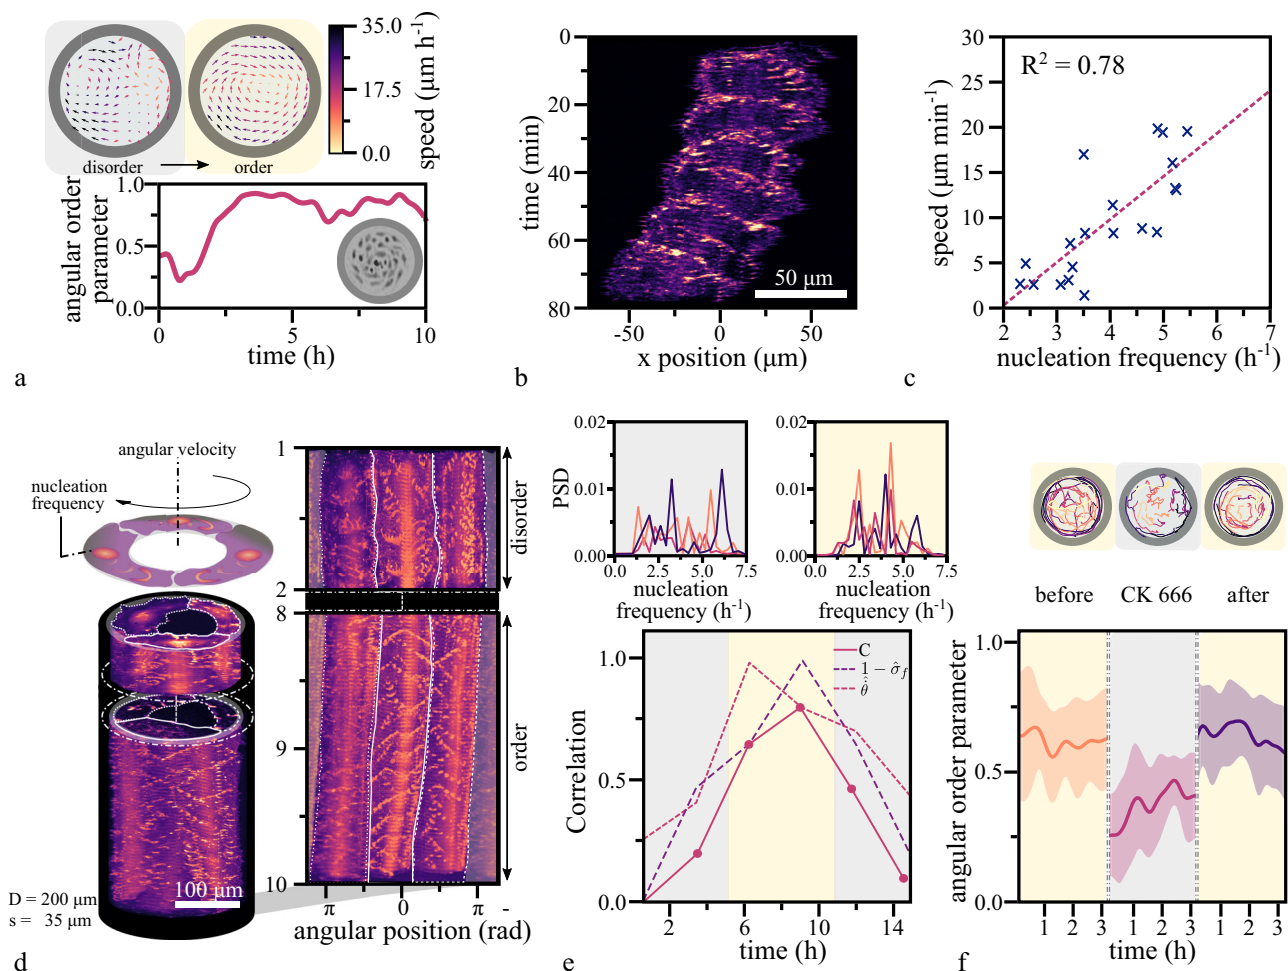 35.0
17.5
0.0
speed (μm h⁻¹)
disorder
order
angular order
parameter
1.0
0.5
0.0
0
5
10
time (h)
a
0
20
40
60
80
time (min)
50 μm
-50
0
50
x position (μm)
b
30
25
20
15
10
5
0
speed (μm min⁻¹)
R² = 0.78
2
3
4
5
6
7
nucleation frequency (h⁻¹)
c
angular velocity
nucleation
frequency
100 μm
D = 200 μm
s = 35 μm
1
2
8
9
10
disorder
order
π
0
π
-
angular position (rad)
d
0.02
0.01
0.00
PSD
0.0
2.5
5.0
7.5
nucleation
frequency (h⁻¹)
0.02
0.01
0.00
0.0
2.5
5.0
7.5
nucleation
frequency (h⁻¹)
C
1 − σ̂_f
θ̂
1.0
0.5
0.0
Correlation
2
6
10
14
time (h)
e
before
CK 666
after
1.0
0.5
0.0
angular order parameter
1
2
3
1
2
3
1
2
3
time (h)
f